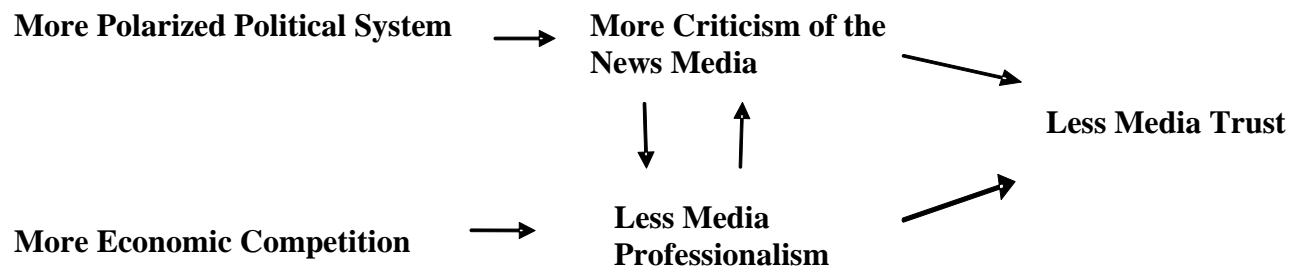 More Polarized Political System
More Criticism of the
News Media
Less Media Trust
Less Media
Professionalism
More Economic Competition